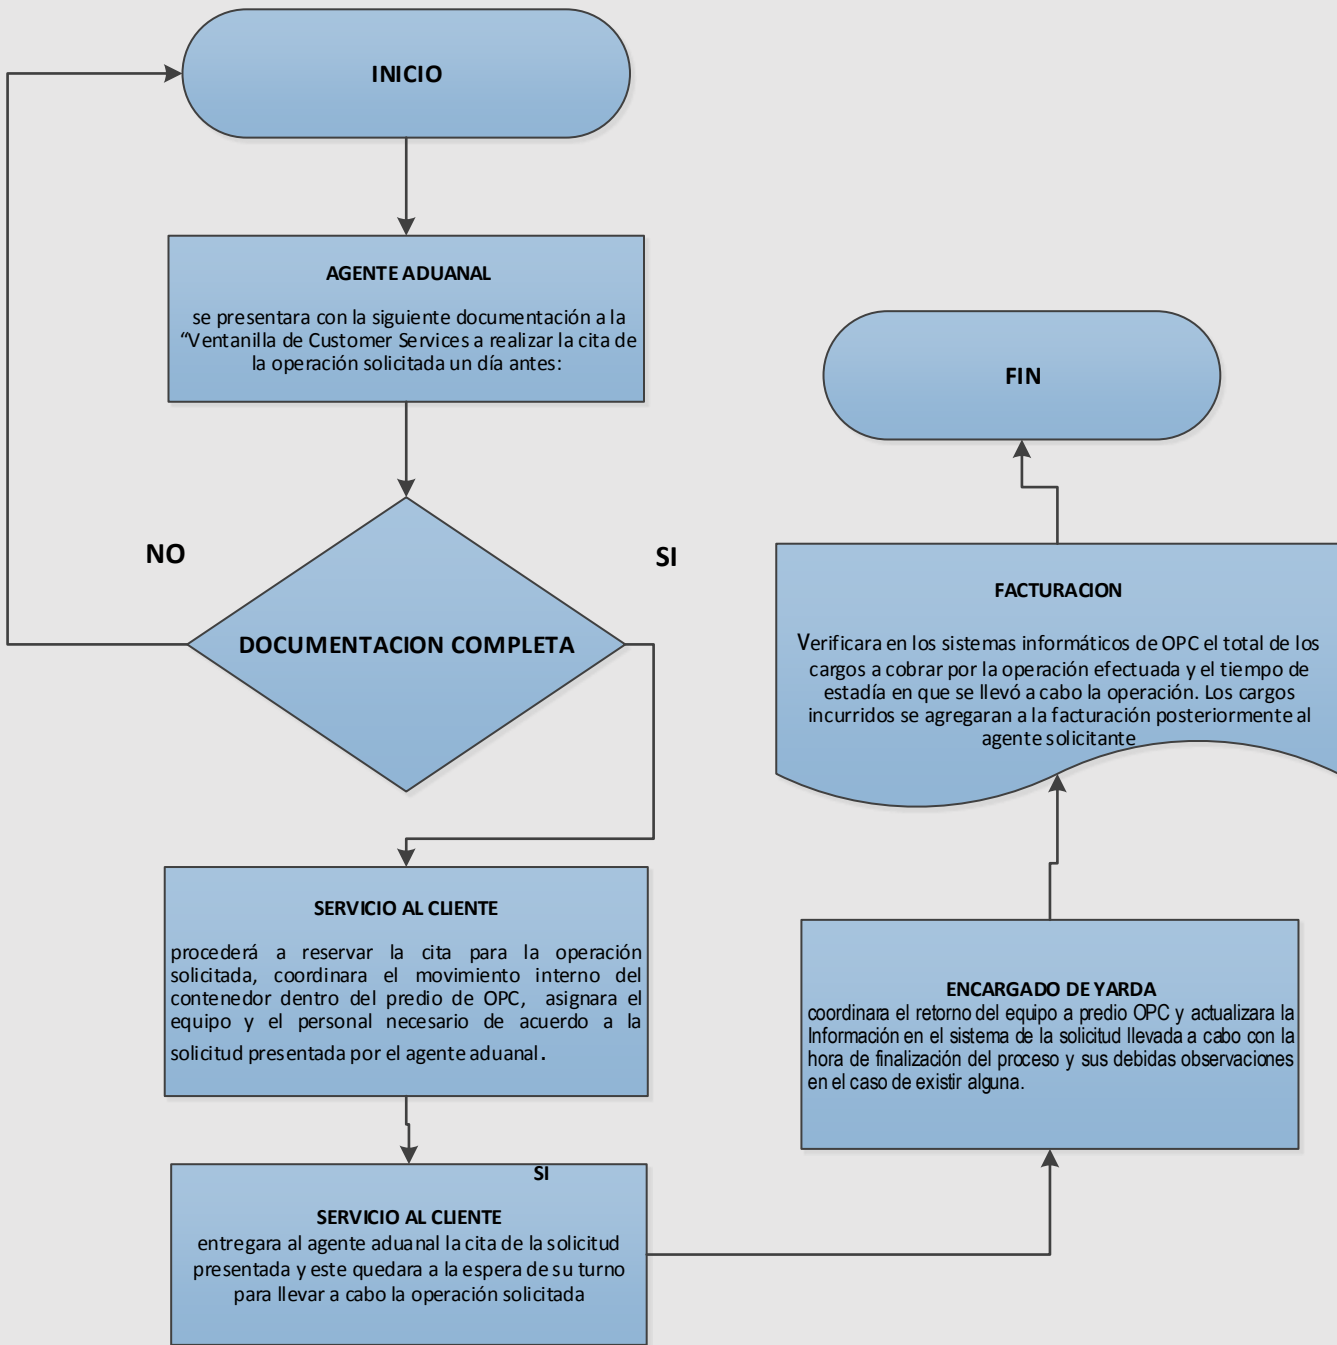 INICIO
AGENTE ADUANAL
se presentara con la siguiente documentación a la
“Ventanilla de Customer Services a realizar la cita de
la operación solicitada un día antes:
NO
SI
DOCUMENTACION COMPLETA
SERVICIO AL CLIENTE
procederá a reservar la cita para la operación
solicitada, coordinara el movimiento interno del
contenedor dentro del predio de OPC, asignara el
equipo y el personal necesario de acuerdo a la
solicitud presentada por el agente aduanal.
SI
SERVICIO AL CLIENTE
entregara al agente aduanal la cita de la solicitud
presentada y este quedara a la espera de su turno
para llevar a cabo la operación solicitada
ENCARGADO DE YARDA
coordinara el retorno del equipo a predio OPC y actualizara la
Información en el sistema de la solicitud llevada a cabo con la
hora de finalización del proceso y sus debidas observaciones
en el caso de existir alguna.
FACTURACION
Verificara en los sistemas informáticos de OPC el total de los
cargos a cobrar por la operación efectuada y el tiempo de
estadía en que se llevó a cabo la operación. Los cargos
incurridos se agregaran a la facturación posteriormente al
agente solicitante
FIN